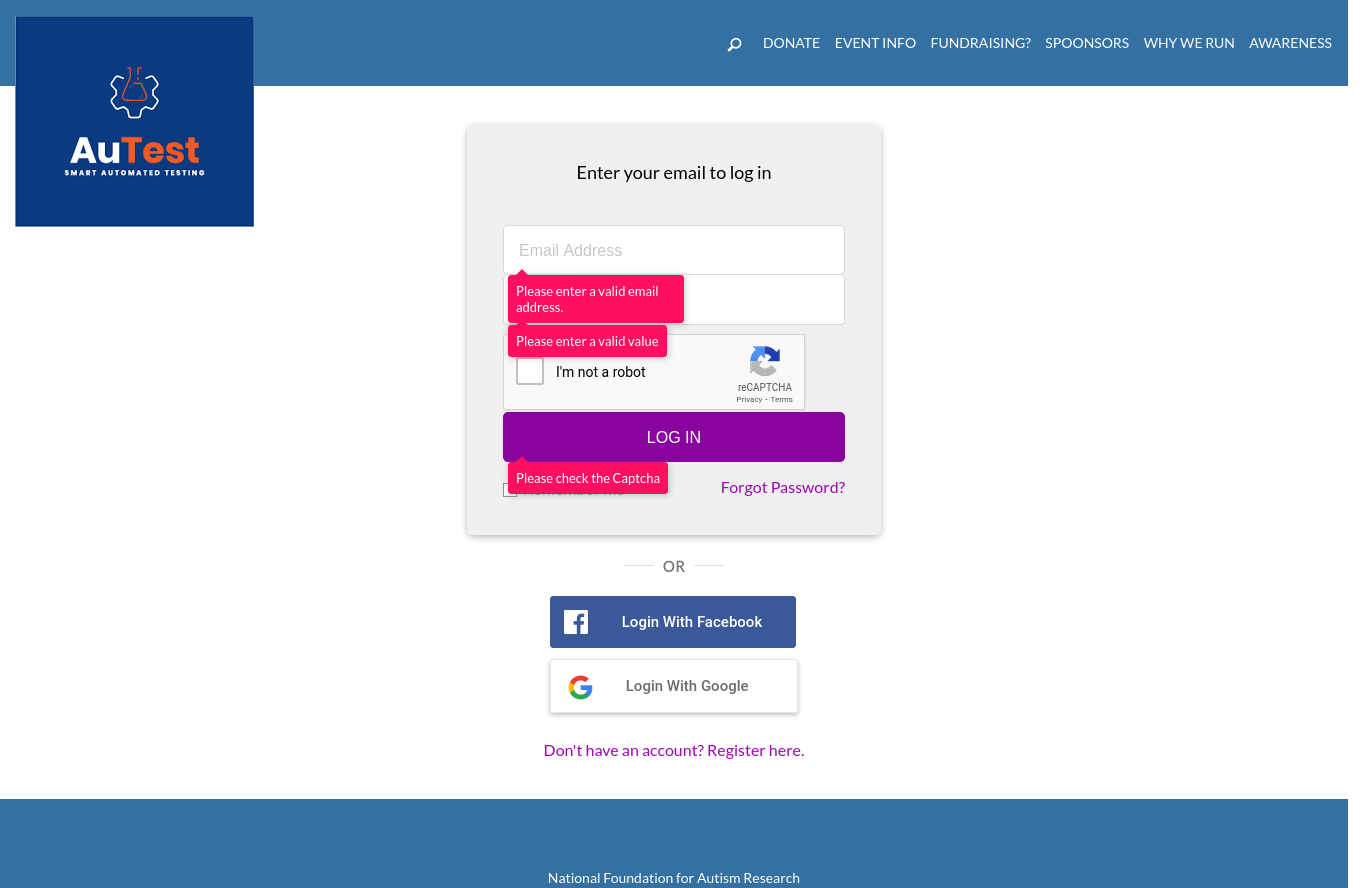 DONATE EVENT INFO FUNDRAISING? SPOONSORS WHY WE RUN AWARENESS
AuTest
SMART AUTOMATED TESTING
Enter your email to log in
Email Address
Please enter a valid email
address.
Please enter a valid value
I'm not a robot
reCAPTCHA
Privacy - Terms
LOG IN
Please check the Captcha
Forgot Password?
OR
Login With Facebook
Login With Google
Don't have an account? Register here.
National Foundation for Autism Research